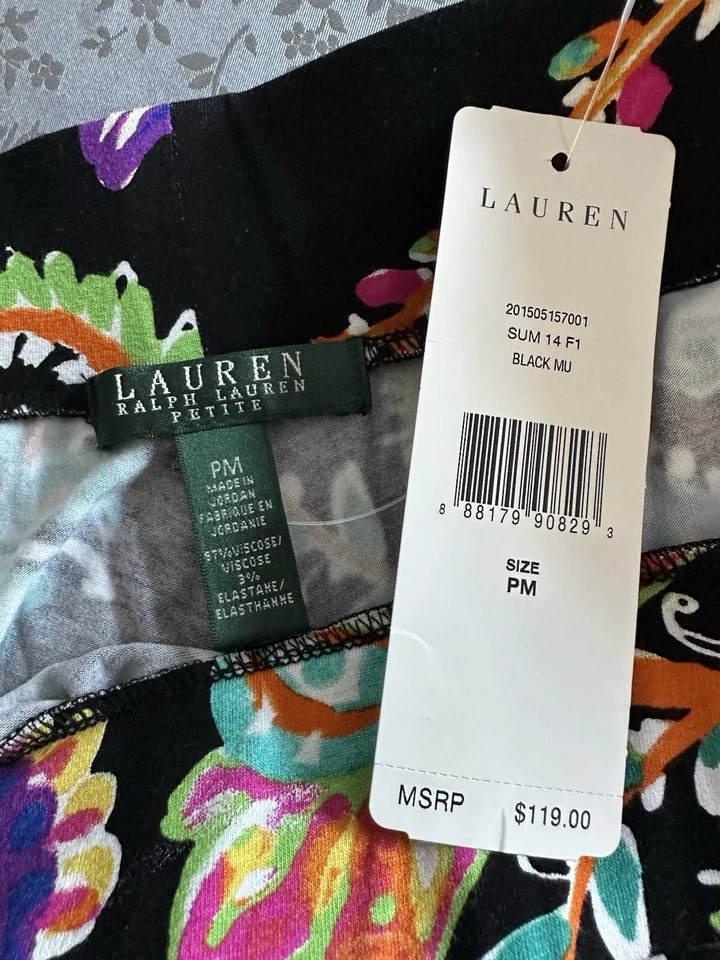 LAUREN
201505157001
SUM 14 F1
BLACK MU
8 88179 90829 3
SIZE
PM
MSRP $119.00
LAUREN
RALPH LAUREN
PETITE
PM
MADE IN
JORDAN
FABRIQUE EN
JORDANIE
97% VISCOSE/
VISCOSE
3%
ELASTANE/
ELASTHANNE